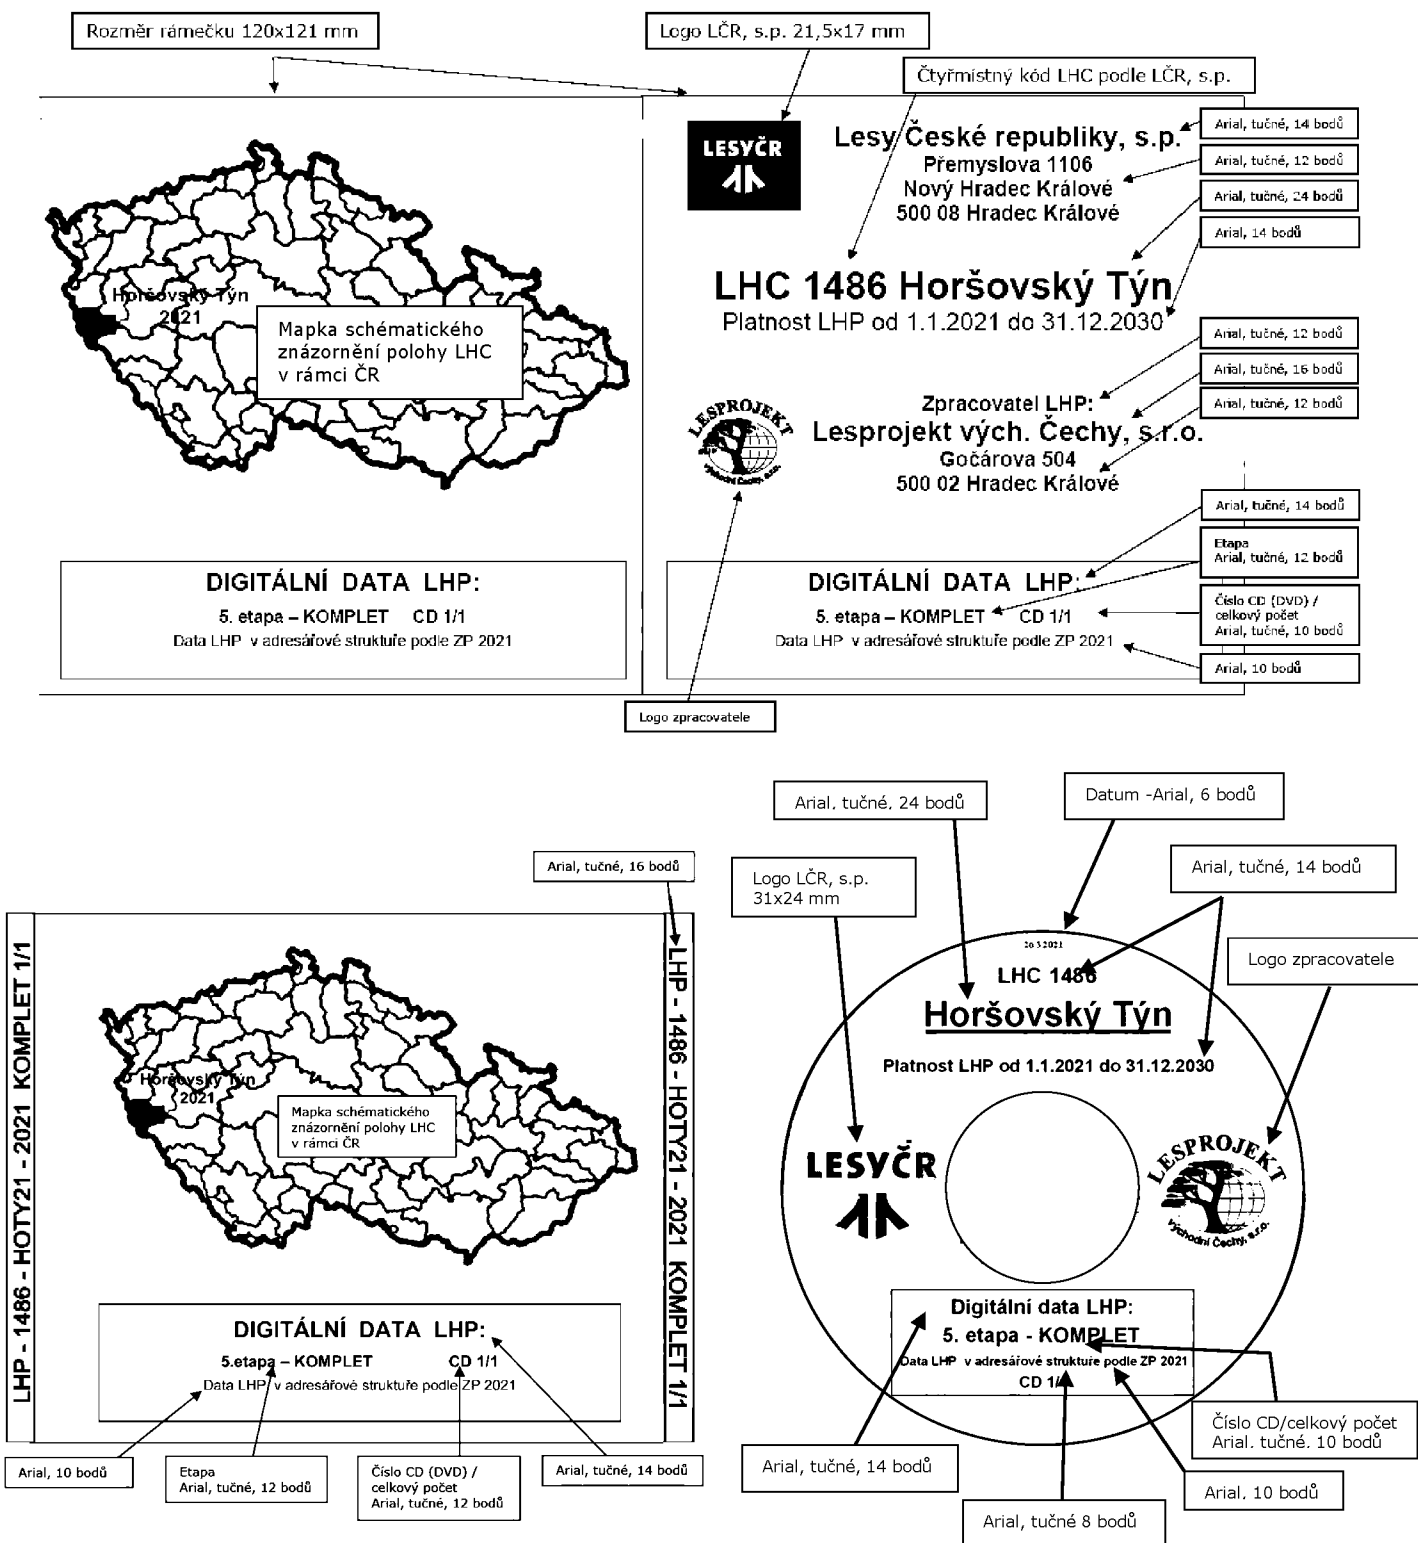 Rozměr rámečku 120x121 mm
Logo LČR, s.p. 21,5x17 mm
Čtyřmístný kód LHC podle LČR, s.p.
Horšovský Týn
2021
Mapka schématického
znázornění polohy LHC
v rámci ČR
LESYČR
Lesy České republiky, s.p.
Přemyslova 1106
Nový Hradec Králové
500 08 Hradec Králové
Arial, tučné, 14 bodů
Arial, tučné, 12 bodů
Arial, tučné, 24 bodů
Arial, 14 bodů
LHC 1486 Horšovský Týn
Platnost LHP od 1.1.2021 do 31.12.2030
Arial, tučné, 12 bodů
Arial, tučné, 16 bodů
Arial, tučné, 12 bodů
LESPROJEKT
východní Čechy, s.r.o.
Zpracovatel LHP:
Lesprojekt vých. Čechy, s.r.o.
Gočárova 504
500 02 Hradec Králové
Arial, tučné, 14 bodů
Etapa
Arial, tučné, 12 bodů
Číslo CD (DVD) /
celkový počet
Arial, tučné, 10 bodů
Arial, 10 bodů
DIGITÁLNÍ DATA LHP:
5. etapa – KOMPLET CD 1/1
Data LHP v adresářové struktuře podle ZP 2021
DIGITÁLNÍ DATA LHP:
5. etapa – KOMPLET CD 1/1
Data LHP v adresářové struktuře podle ZP 2021
Logo zpracovatele
Arial, tučné, 16 bodů
LHP - 1486 - HOTY21 - 2021 KOMPLET 1/1
Horšovský Týn
2021
Mapka schématického
znázornění polohy LHC
v rámci ČR
LHP - 1486 - HOTY21 - 2021 KOMPLET 1/1
DIGITÁLNÍ DATA LHP:
5.etapa – KOMPLET CD 1/1
Data LHP v adresářové struktuře podle ZP 2021
Arial, 10 bodů
Etapa
Arial, tučné, 12 bodů
Číslo CD (DVD) /
celkový počet
Arial, tučné, 12 bodů
Arial, tučné, 14 bodů
Arial, tučné, 24 bodů
Datum -Arial, 6 bodů
Arial, tučné, 14 bodů
Logo LČR, s.p.
31x24 mm
Logo zpracovatele
26.3.2021
LHC 1486
Horšovský Týn
Platnost LHP od 1.1.2021 do 31.12.2030
LESYČR
LESPROJEKT
východní Čechy, s.r.o.
Digitální data LHP:
5. etapa - KOMPLET
Data LHP v adresářové struktuře podle ZP 2021
CD 1/
Číslo CD/celkový počet
Arial, tučné, 10 bodů
Arial, tučné, 14 bodů
Arial, 10 bodů
Arial, tučné 8 bodů